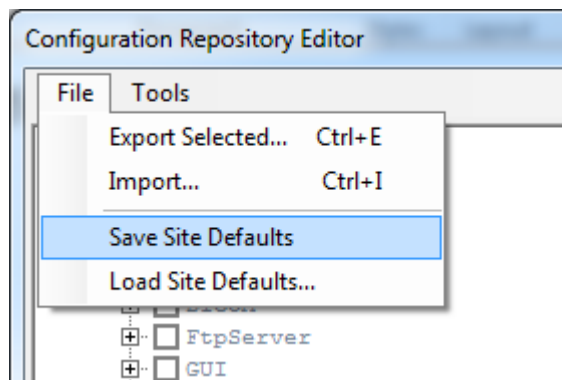 Configuration Repository Editor
File Tools
Export Selected... Ctrl+E
Import... Ctrl+I
Save Site Defaults
Load Site Defaults...
FtpServer
GUI